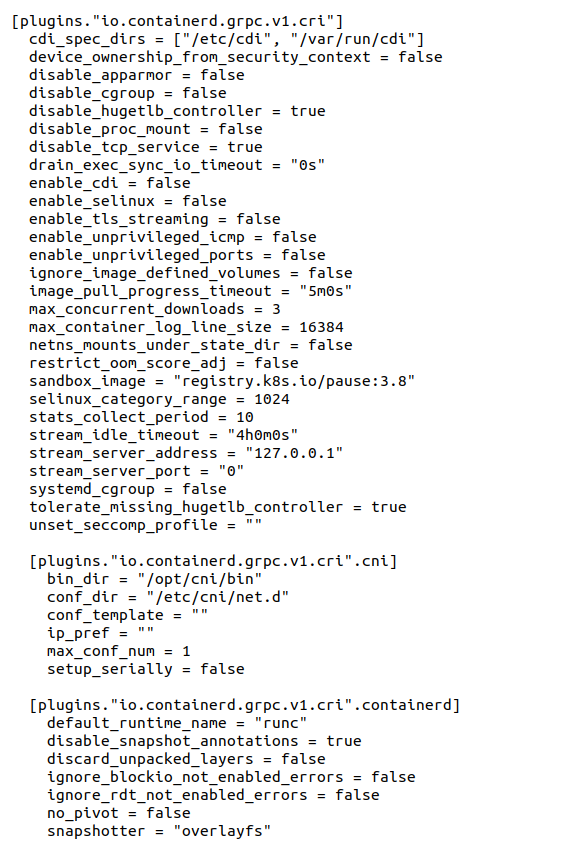 [plugins."io.containerd.grpc.v1.cri"]
  cdi_spec_dirs = ["/etc/cdi", "/var/run/cdi"]
  device_ownership_from_security_context = false
  disable_apparmor = false
  disable_cgroup = false
  disable_hugetlb_controller = true
  disable_proc_mount = false
  disable_tcp_service = true
  drain_exec_sync_io_timeout = "0s"
  enable_cdi = false
  enable_selinux = false
  enable_tls_streaming = false
  enable_unprivileged_icmp = false
  enable_unprivileged_ports = false
  ignore_image_defined_volumes = false
  image_pull_progress_timeout = "5m0s"
  max_concurrent_downloads = 3
  max_container_log_line_size = 16384
  netns_mounts_under_state_dir = false
  restrict_oom_score_adj = false
  sandbox_image = "registry.k8s.io/pause:3.8"
  selinux_category_range = 1024
  stats_collect_period = 10
  stream_idle_timeout = "4h0m0s"
  stream_server_address = "127.0.0.1"
  stream_server_port = "0"
  systemd_cgroup = false
  tolerate_missing_hugetlb_controller = true
  unset_seccomp_profile = ""

  [plugins."io.containerd.grpc.v1.cri".cni]
    bin_dir = "/opt/cni/bin"
    conf_dir = "/etc/cni/net.d"
    conf_template = ""
    ip_pref = ""
    max_conf_num = 1
    setup_serially = false

  [plugins."io.containerd.grpc.v1.cri".containerd]
    default_runtime_name = "runc"
    disable_snapshot_annotations = true
    discard_unpacked_layers = false
    ignore_blockio_not_enabled_errors = false
    ignore_rdt_not_enabled_errors = false
    no_pivot = false
    snapshotter = "overlayfs"